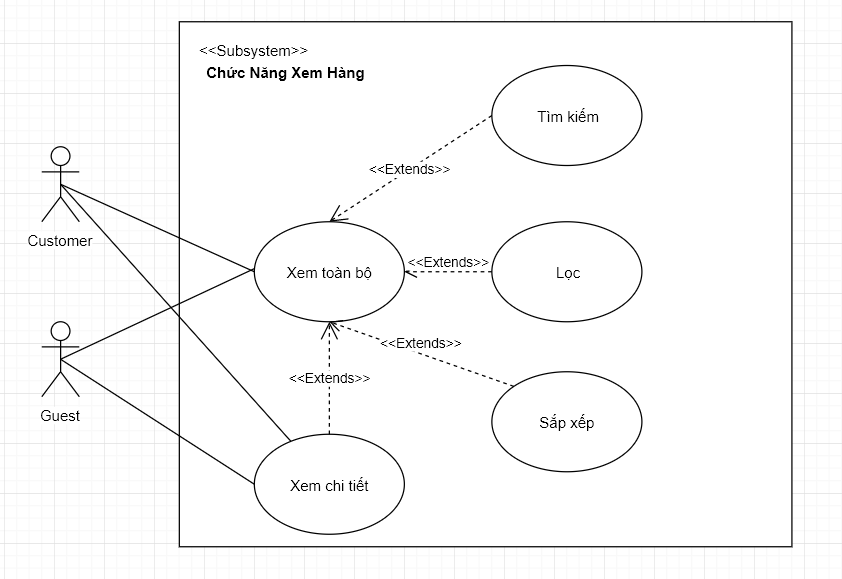 <<Subsystem>>
Chức Năng Xem Hàng
Tìm kiếm
<<Extends>>
Customer
Xem toàn bộ
<<Extends>>
Lọc
<<Extends>>
<<Extends>>
Guest
Sắp xếp
Xem chi tiết